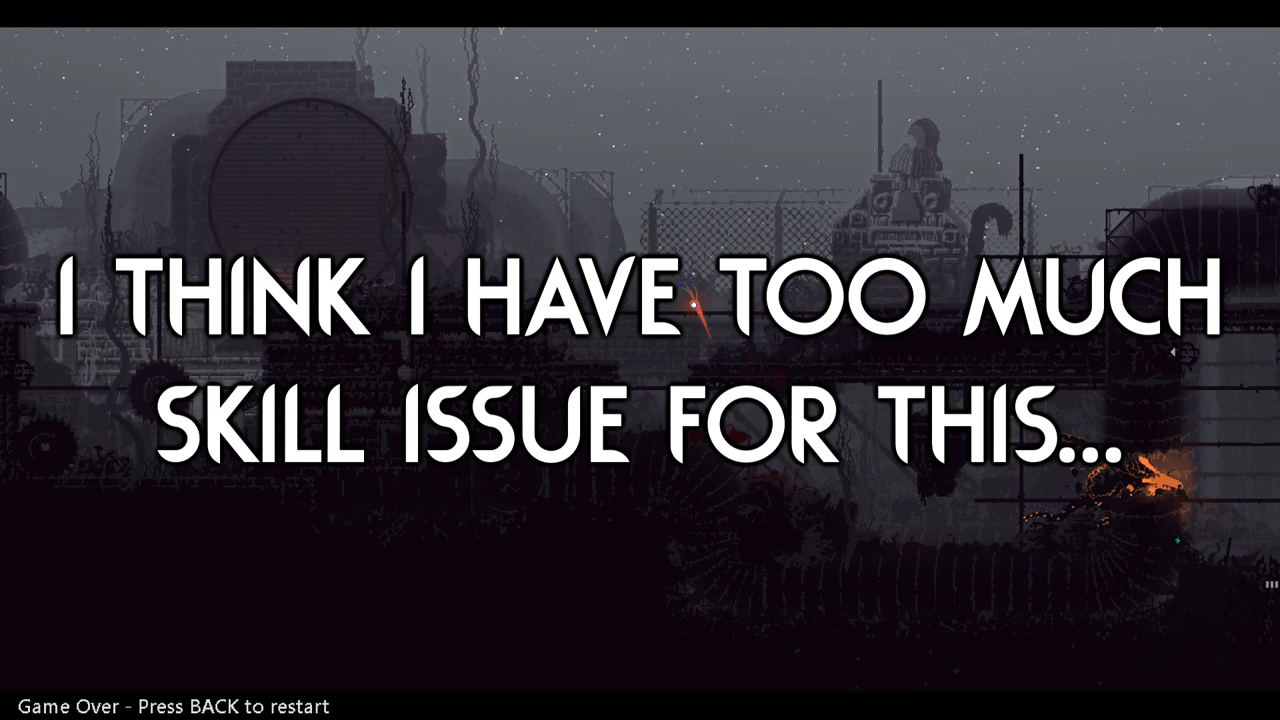 I THINK I HAVE TOO MUCH
SKILL ISSUE FOR THIS...
Game Over - Press BACK to restart